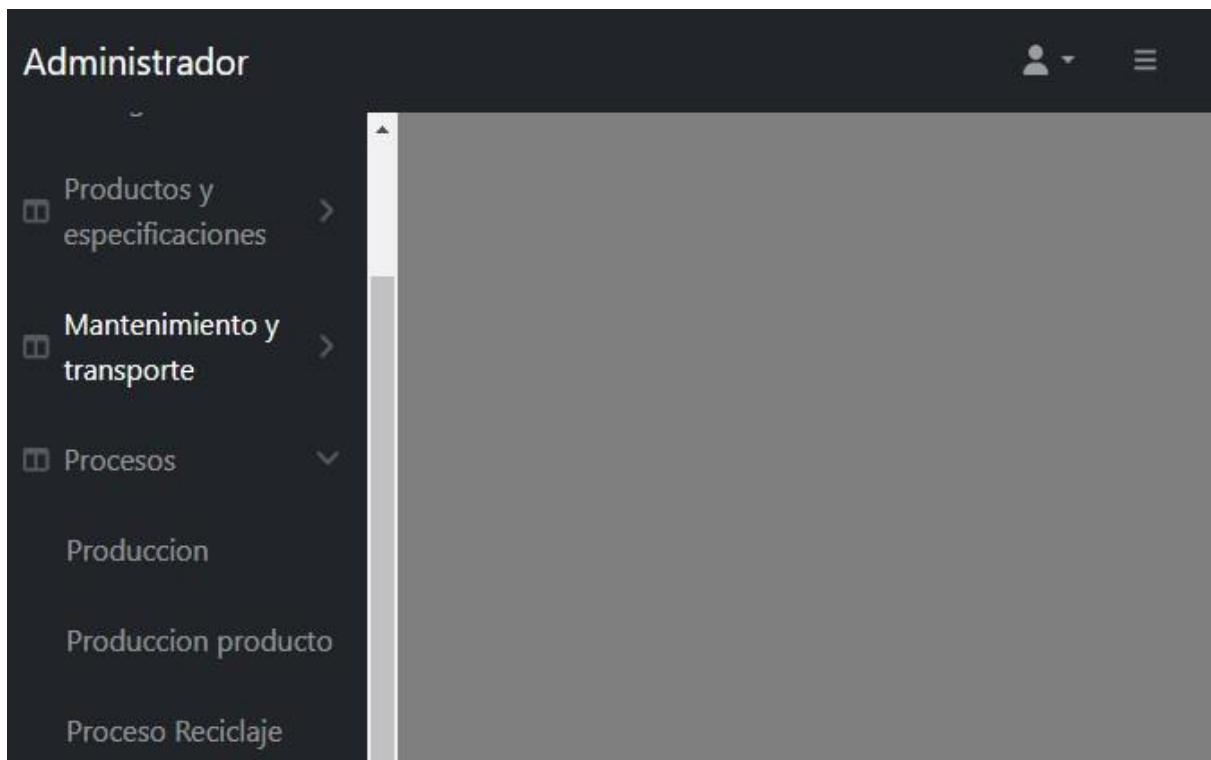 Administrador
Productos y
especificaciones
Mantenimiento y
transporte
Procesos
Produccion
Produccion producto
Proceso Reciclaje